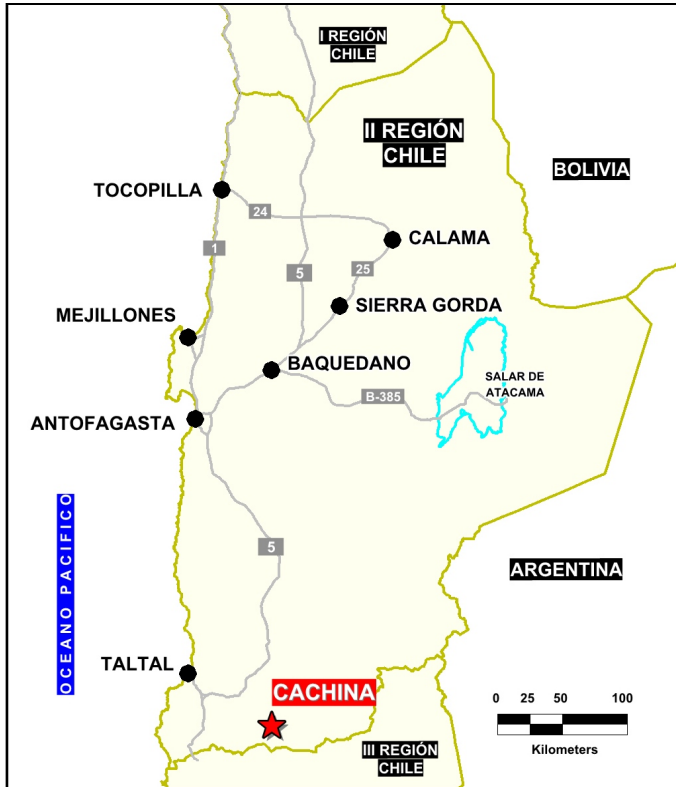 I REGIÓN
CHILE
II REGIÓN
CHILE
BOLIVIA
TOCOPILLA
24
CALAMA
1
5
25
SIERRA GORDA
MEJILLONES
BAQUEDANO
SALAR DE
ATACAMA
B-385
ANTOFAGASTA
OCEANO PACIFICO
5
ARGENTINA
TALTAL
CACHINA
0 25 50 100
Kilometers
III REGIÓN
CHILE